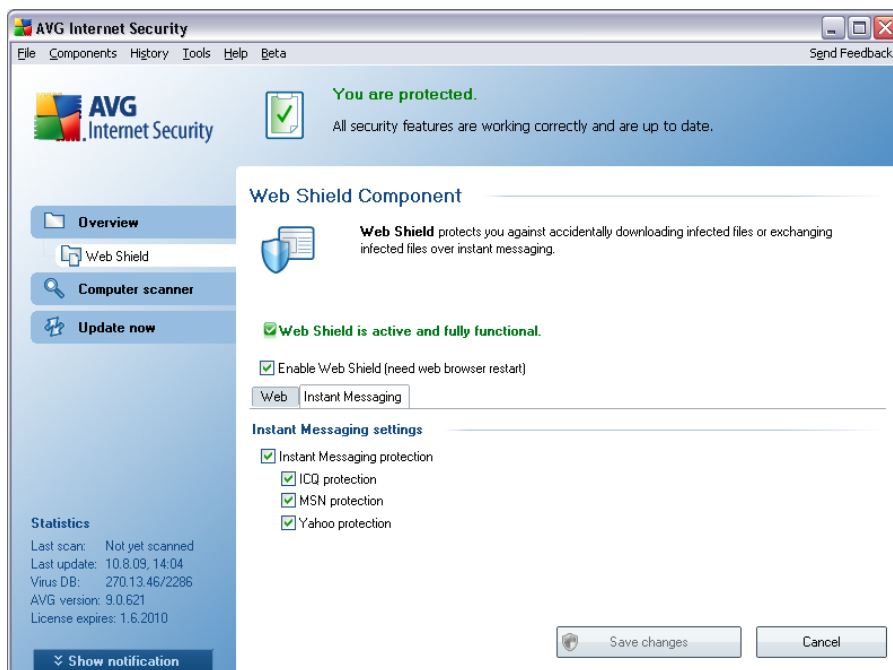 AVG Internet Security
File Components History Tools Help Beta Send Feedback
AVG
Internet Security
You are protected.
All security features are working correctly and are up to date.
Overview
Web Shield
Computer scanner
Update now
Web Shield Component
Web Shield protects you against accidentally downloading infected files or exchanging
infected files over instant messaging.
Web Shield is active and fully functional.
Enable Web Shield (need web browser restart)
Web Instant Messaging
Instant Messaging settings
Instant Messaging protection
ICQ protection
MSN protection
Yahoo protection
Statistics
Last scan: Not yet scanned
Last update: 10.8.09, 14:04
Virus DB: 270.13.46/2286
AVG version: 9.0.621
License expires: 1.6.2010
Show notification
Save changes Cancel